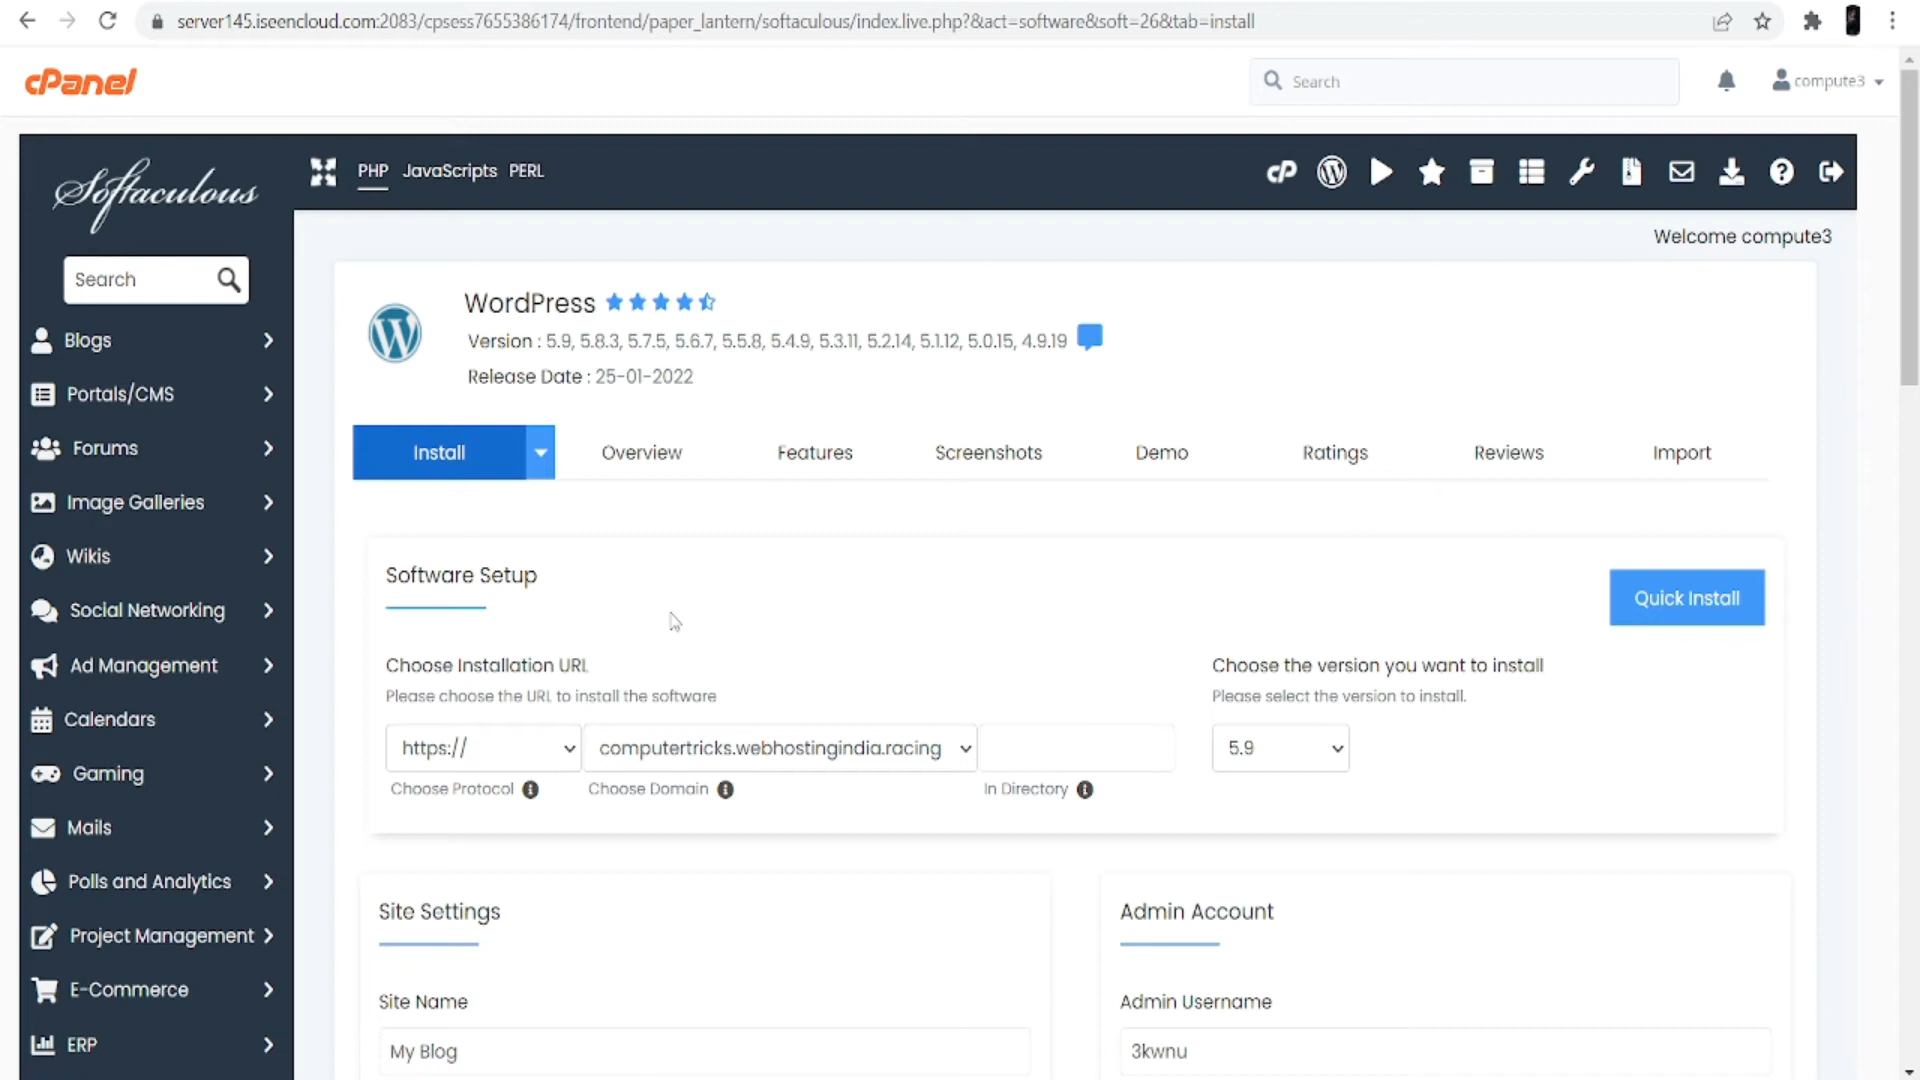 server145.iseencloud.com:2083/cpsess7655386174/frontend/paper_lantern/softaculous/index.live.php?&act=software&soft=26&tab=install
cPanel
Search
compute3
Softaculous
PHP JavaScripts PERL
cP
Welcome compute3
Search
WordPress
Version : 5.9, 5.8.3, 5.7.5, 5.6.7, 5.5.8, 5.4.9, 5.3.11, 5.2.14, 5.1.12, 5.0.15, 4.9.19
Release Date : 25-01-2022
Blogs
Portals/CMS
Forums
Image Galleries
Wikis
Social Networking
Ad Management
Calendars
Gaming
Mails
Polls and Analytics
Project Management
E-Commerce
ERP
Install Overview Features Screenshots Demo Ratings Reviews Import
Software Setup
Quick Install
Choose Installation URL
Please choose the URL to install the software
https:// computertricks.webhostingindia.racing
Choose Protocol Choose Domain In Directory
Choose the version you want to install
Please select the version to install.
5.9
Site Settings
Site Name
My Blog
Admin Account
Admin Username
3kwnu